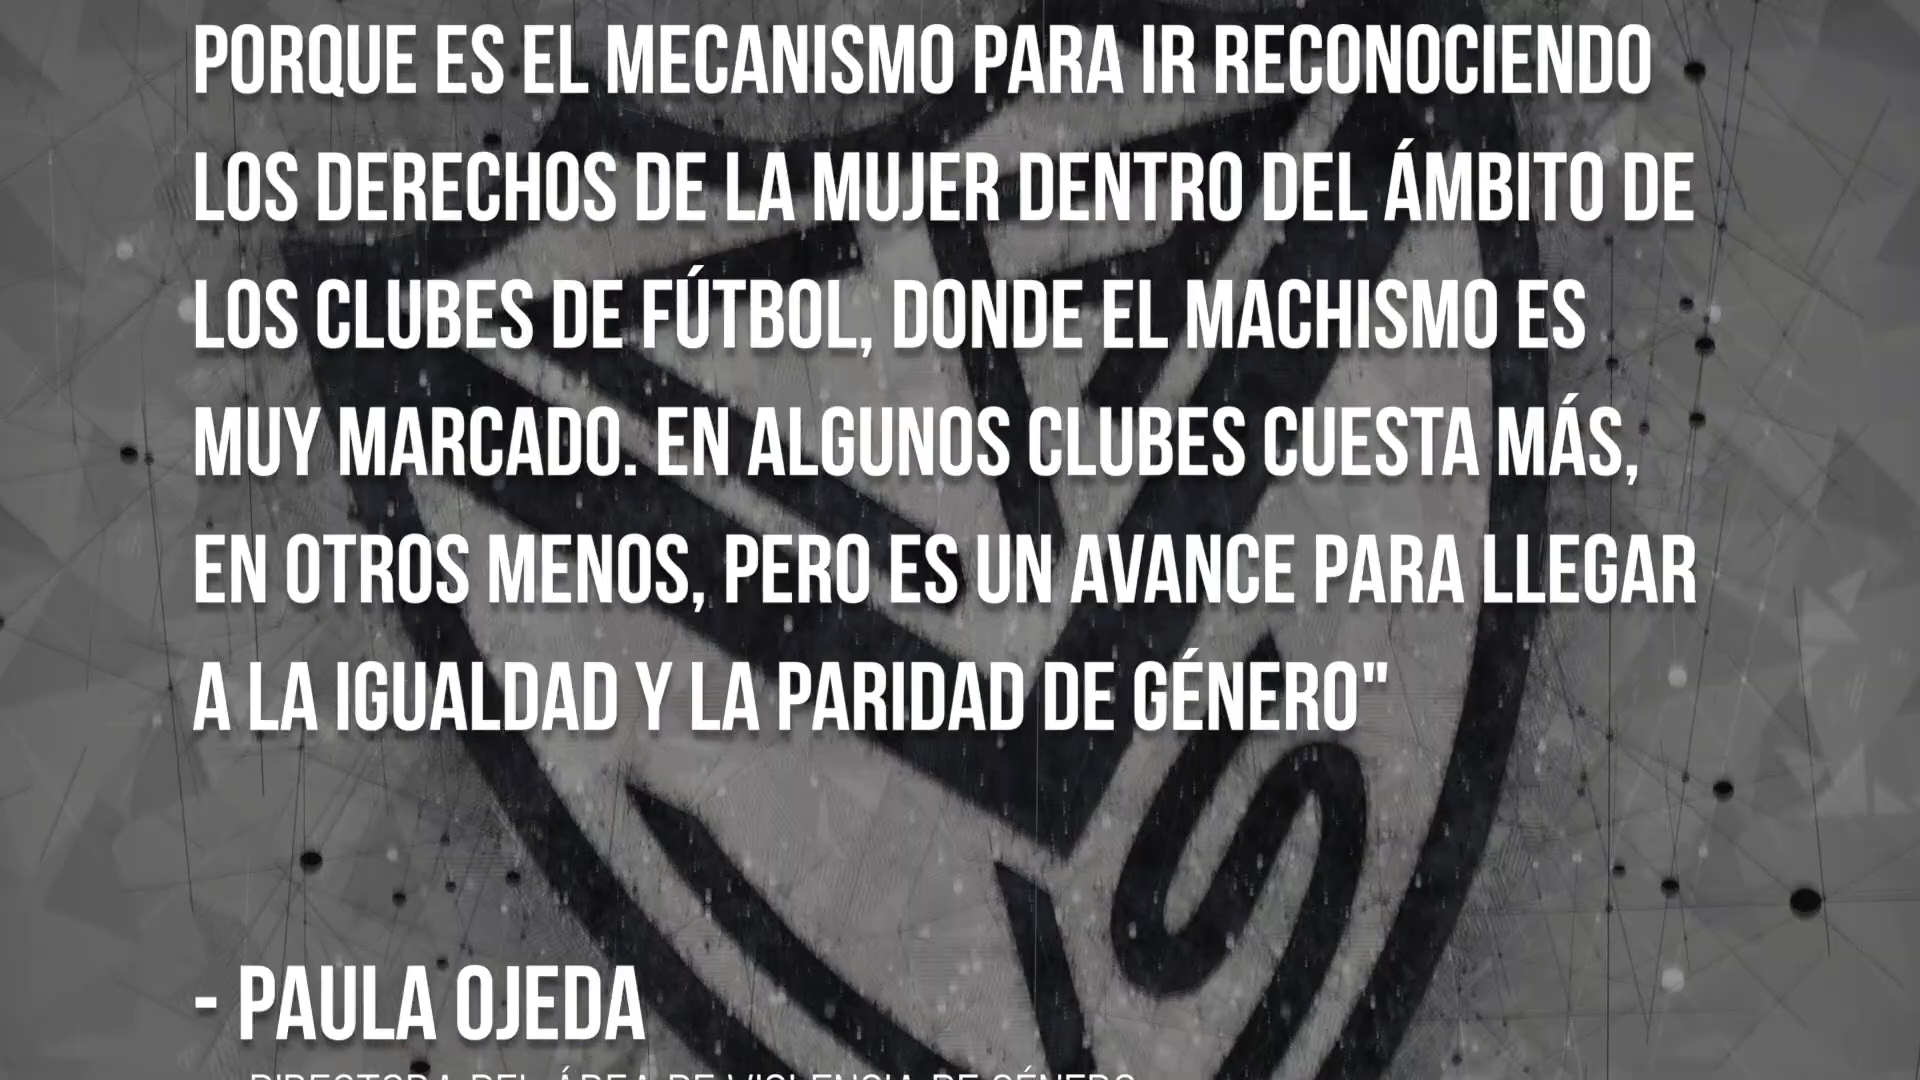 PORQUE ES EL MECANISMO PARA IR RECONOCIENDO
LOS DERECHOS DE LA MUJER DENTRO DEL ÁMBITO DE
LOS CLUBES DE FÚTBOL, DONDE EL MACHISMO ES
MUY MARCADO. EN ALGUNOS CLUBES CUESTA MÁS,
EN OTROS MENOS, PERO ES UN AVANCE PARA LLEGAR
A LA IGUALDAD Y LA PARIDAD DE GÉNERO"
- PAULA OJEDA
DIRECTORA DEL ÁREA DE VIOLENCIA DE GÉNERO